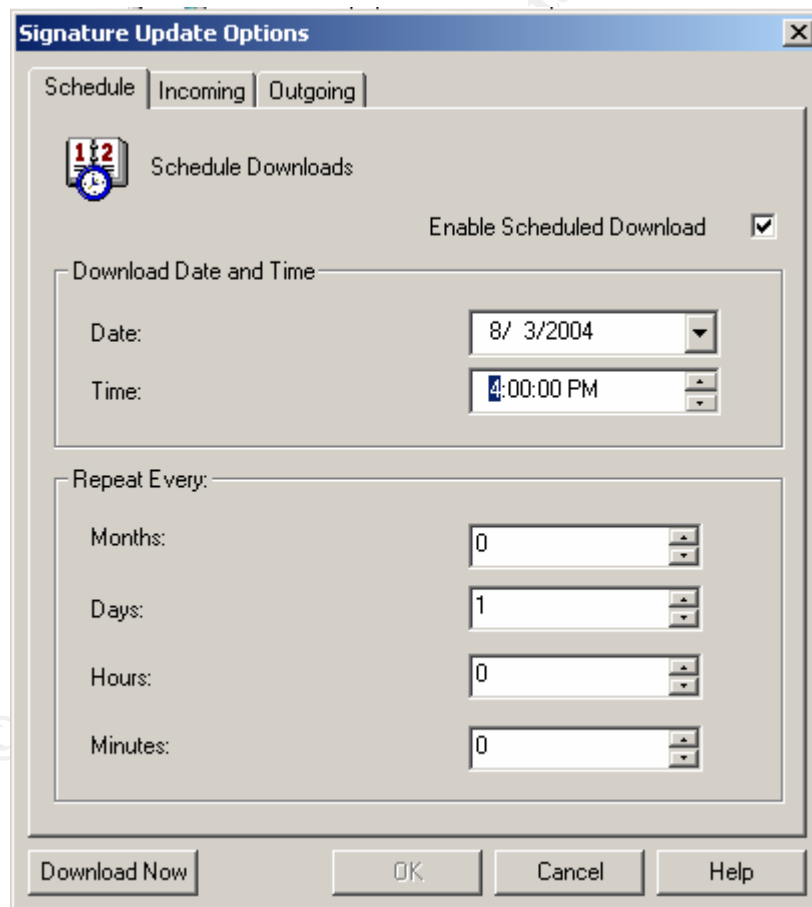 Signature Update Options
Schedule Incoming Outgoing
1 2
Schedule Downloads
Enable Scheduled Download
Download Date and Time
Date: 8/ 3/2004
Time: 4:00:00 PM
Repeat Every:
Months: 0
Days: 1
Hours: 0
Minutes: 0
Download Now OK Cancel Help